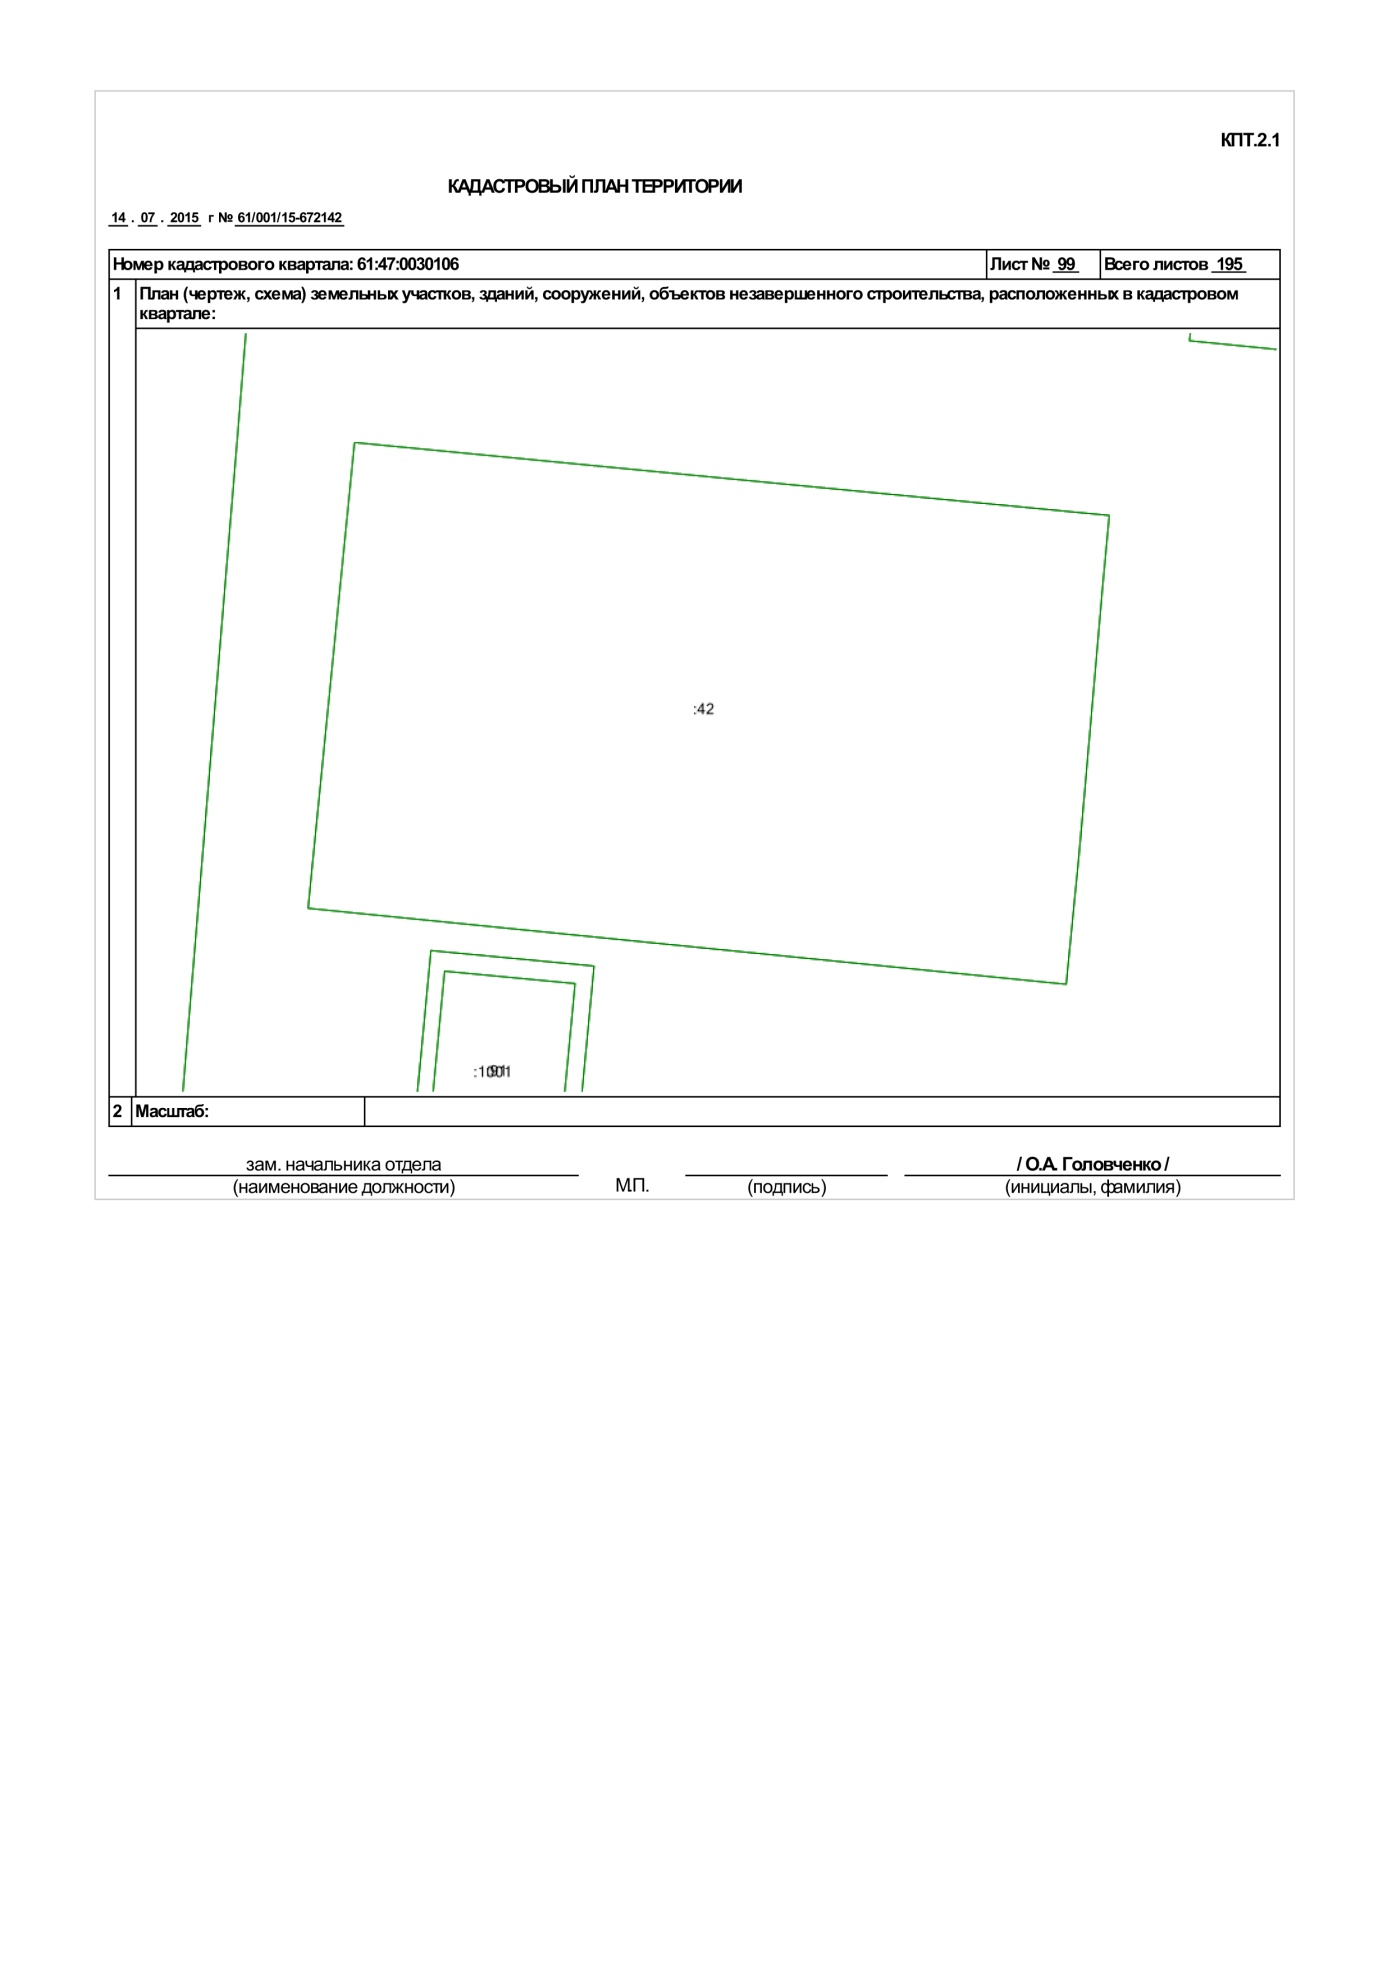 КПТ.2.1
КАДАСТРОВЫЙ ПЛАН ТЕРРИТОРИИ
14 . 07 . 2015 г № 61/001/15-672142
Номер кадастрового квартала: 61:47:0030106 Лист № 99 Всего листов 195
1 План (чертеж, схема) земельных участков, зданий, сооружений, объектов незавершенного строительства, расположенных в кадастровом
квартале:
:42
2 Масштаб:
зам. начальника отдела / О.А. Головченко /
(наименование должности) М.П. (подпись) (инициалы, фамилия)